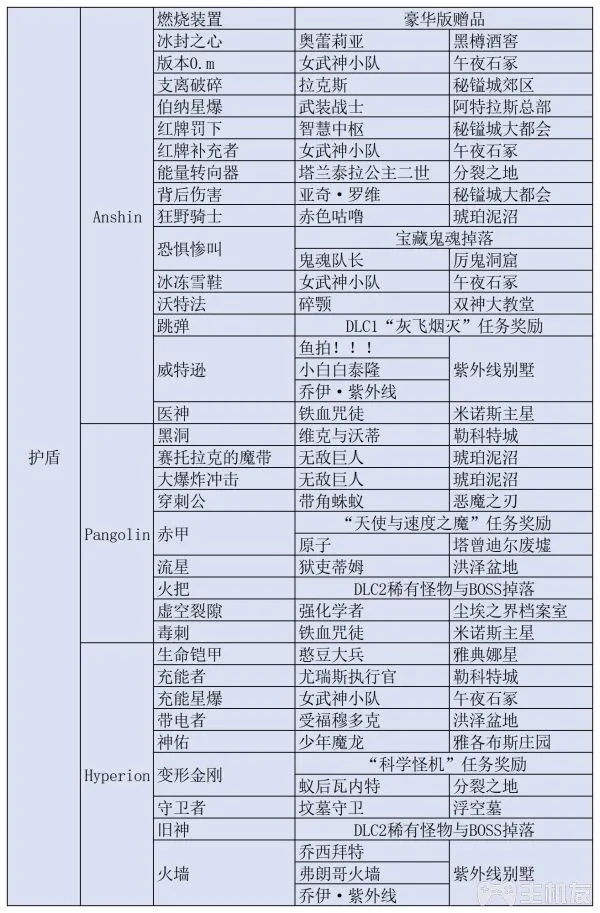 护盾
Anshin
燃烧装置 豪华版赠品
冰封之心 奥蕾莉亚 黑樽酒窖
版本0.m 女武神小队 午夜石冢
支离破碎 拉克斯 秘镒城郊区
伯纳星爆 武装战士 阿特拉斯总部
红牌罚下 智慧中枢 秘镒城大都会
红牌补充者 女武神小队 午夜石冢
能量转向器 塔兰泰拉公主二世 分裂之地
背后伤害 亚奇·罗维 秘镒城大都会
狂野骑士 赤色咕噜 琥珀泥沼
恐惧惨叫 宝藏鬼魂掉落
鬼魂队长 厉鬼洞窟
冰冻雪鞋 女武神小队 午夜石冢
沃特法 碎颚 双神大教堂
跳弹 DLC1“灰飞烟灭”任务奖励
威特逊 鱼拍！！！ 紫外线别墅
小白白泰隆
乔伊·紫外线
医神 铁血咒徒 米诺斯主星
Pangolin
黑洞 维克与沃蒂 勒科特城
赛托拉克的魔带 无敌巨人 琥珀泥沼
大爆炸冲击 无敌巨人 琥珀泥沼
穿刺公 带角蛛蚁 恶魔之刃
赤甲 “天使与速度之魔”任务奖励
原子 塔曾迪尔废墟
流星 狱吏蒂姆 洪泽盆地
火把 DLC2稀有怪物与BOSS掉落
虚空裂隙 强化学者 尘埃之界档案室
毒刺 铁血咒徒 米诺斯主星
Hyperion
生命铠甲 憨豆大兵 雅典娜星
充能者 尤瑞斯执行官 勒科特城
充能星爆 女武神小队 午夜石冢
带电者 受福穆多克 洪泽盆地
神佑 少年魔龙 雅各布斯庄园
变形金刚 “科学怪机”任务奖励
蚁后瓦内特 分裂之地
守卫者 坟墓守卫 浮空墓
旧神 DLC2稀有怪物与BOSS掉落
火墙 乔西拜特 紫外线别墅
弗朗哥火墙
乔伊·紫外线
主机友